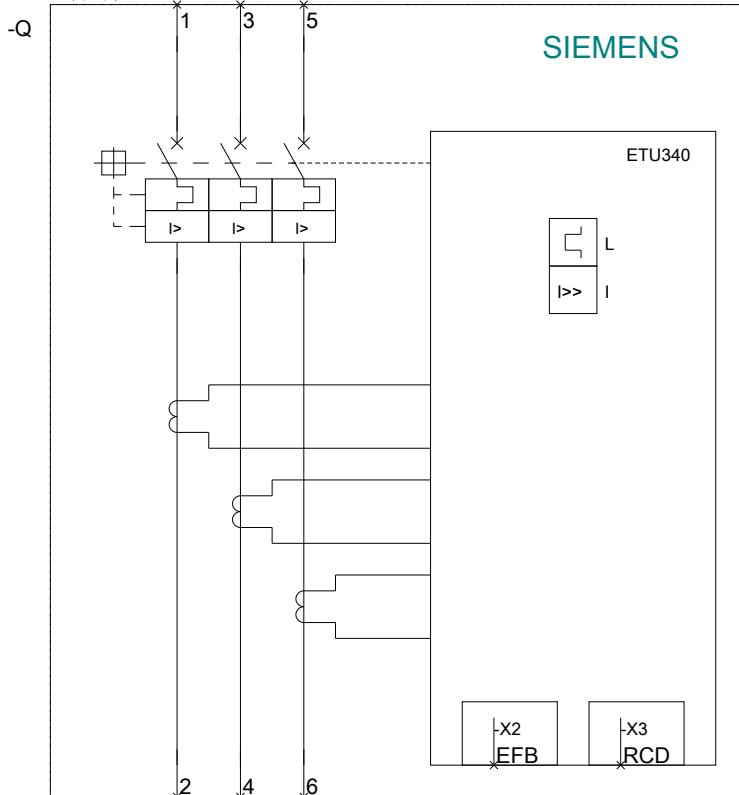 -Q
1 3 5
SIEMENS
ETU340
I> I> I>
L
I>> I
-X2 -X3
EFB RCD
2 4 6